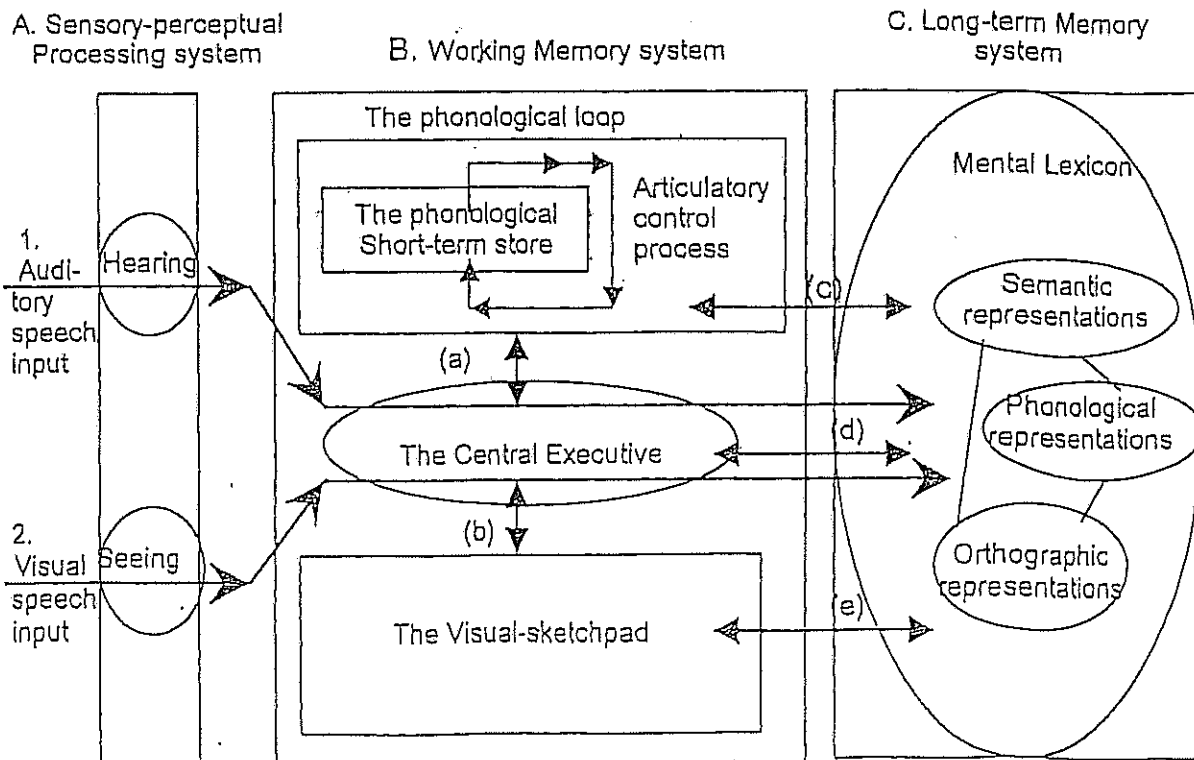 A. Sensory-perceptual
Processing system
B. Working Memory system
C. Long-term Memory
system
The phonological loop
The phonological
Short-term store
Articulatory
control
process
1.
Audi-
tory
speech
input
Hearing
(a)
The Central Executive
(b)
2.
Visual
speech
input
Seeing
The Visual-sketchpad
(c)
(d)
(e)
Mental Lexicon
Semantic
representations
Phonological
representations
Orthographic
representations